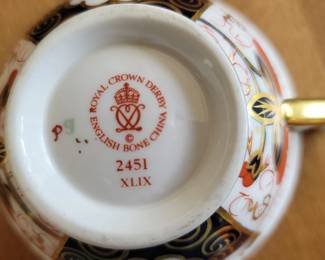 ROYAL CROWN DERBY
ENGLISH BONE CHINA
©
2451
XLIX